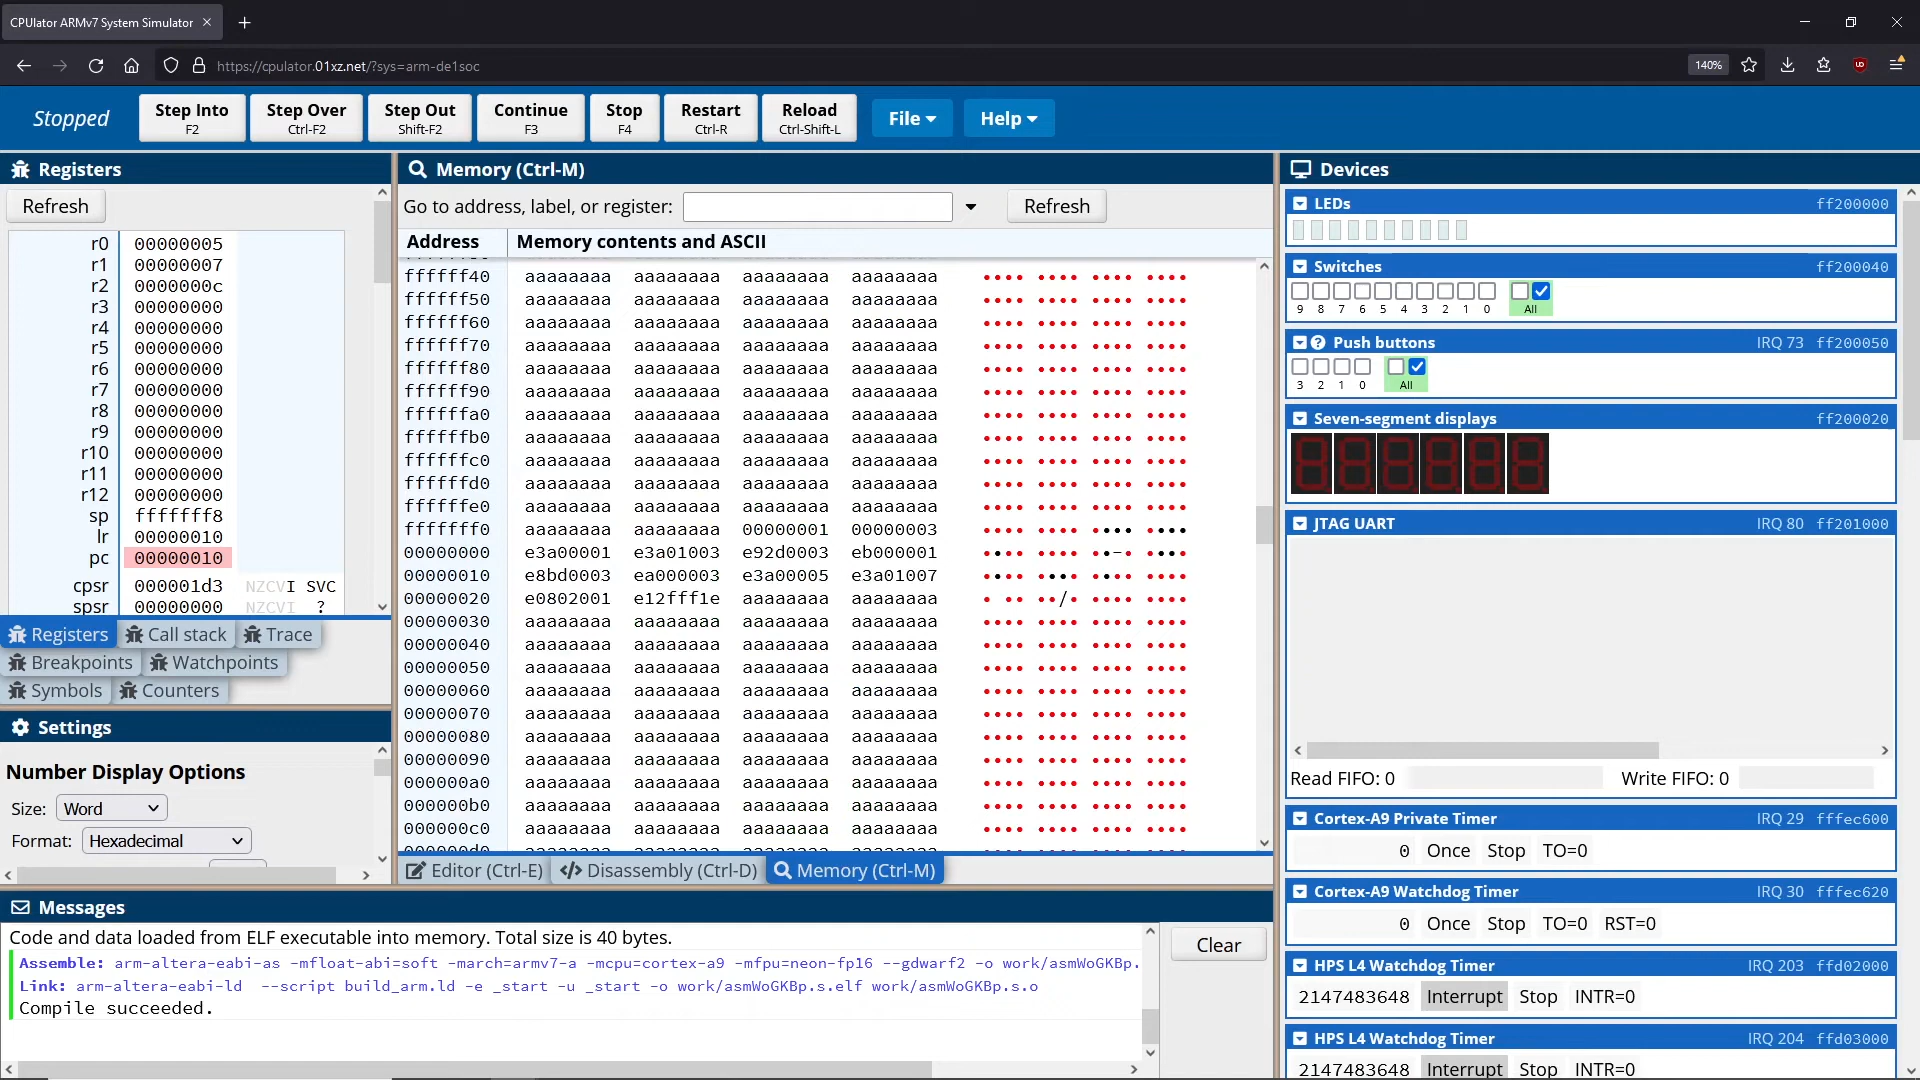 CPUlator ARMv7 System Simulator
https://cpulator.01xz.net/?sys=arm-de1soc
140%
Stopped
Step Into
F2
Step Over
Ctrl-F2
Step Out
Shift-F2
Continue
F3
Stop
F4
Restart
Ctrl-R
Reload
Ctrl-Shift-L
File
Help
Registers
Refresh
r0 00000005
r1 00000007
r2 0000000c
r3 00000000
r4 00000000
r5 00000000
r6 00000000
r7 00000000
r8 00000000
r9 00000000
r10 00000000
r11 00000000
r12 00000000
sp fffffff8
lr 00000010
pc 00000010
cpsr 000001d3 NZCVI SVC
spsr 00000000 NZCVI ?
Registers Call stack Trace
Breakpoints Watchpoints
Symbols Counters
Settings
Number Display Options
Size: Word
Format: Hexadecimal
Memory (Ctrl-M)
Go to address, label, or register: Refresh
Address Memory contents and ASCII
ffffff40 aaaaaaaa aaaaaaaa aaaaaaaa aaaaaaaa
ffffff50 aaaaaaaa aaaaaaaa aaaaaaaa aaaaaaaa
ffffff60 aaaaaaaa aaaaaaaa aaaaaaaa aaaaaaaa
ffffff70 aaaaaaaa aaaaaaaa aaaaaaaa aaaaaaaa
ffffff80 aaaaaaaa aaaaaaaa aaaaaaaa aaaaaaaa
ffffff90 aaaaaaaa aaaaaaaa aaaaaaaa aaaaaaaa
ffffffa0 aaaaaaaa aaaaaaaa aaaaaaaa aaaaaaaa
ffffffb0 aaaaaaaa aaaaaaaa aaaaaaaa aaaaaaaa
ffffffc0 aaaaaaaa aaaaaaaa aaaaaaaa aaaaaaaa
ffffffd0 aaaaaaaa aaaaaaaa aaaaaaaa aaaaaaaa
ffffffe0 aaaaaaaa aaaaaaaa aaaaaaaa aaaaaaaa
fffffff0 aaaaaaaa aaaaaaaa 00000001 00000003
00000000 e3a00001 e3a01003 e92d0003 eb000001
00000010 e8bd0003 ea000003 e3a00005 e3a01007
00000020 e0802001 e12fff1e aaaaaaaa aaaaaaaa
00000030 aaaaaaaa aaaaaaaa aaaaaaaa aaaaaaaa
00000040 aaaaaaaa aaaaaaaa aaaaaaaa aaaaaaaa
00000050 aaaaaaaa aaaaaaaa aaaaaaaa aaaaaaaa
00000060 aaaaaaaa aaaaaaaa aaaaaaaa aaaaaaaa
00000070 aaaaaaaa aaaaaaaa aaaaaaaa aaaaaaaa
00000080 aaaaaaaa aaaaaaaa aaaaaaaa aaaaaaaa
00000090 aaaaaaaa aaaaaaaa aaaaaaaa aaaaaaaa
000000a0 aaaaaaaa aaaaaaaa aaaaaaaa aaaaaaaa
000000b0 aaaaaaaa aaaaaaaa aaaaaaaa aaaaaaaa
000000c0 aaaaaaaa aaaaaaaa aaaaaaaa aaaaaaaa
Editor (Ctrl-E) Disassembly (Ctrl-D) Memory (Ctrl-M)
Messages
Code and data loaded from ELF executable into memory. Total size is 40 bytes.
Assemble: arm-altera-eabi-as -mfloat-abi=soft -march=armv7-a -mcpu=cortex-a9 -mfpu=neon-fp16 --gdwarf2 -o work/asmWoGKBp.
Link: arm-altera-eabi-ld --script build_arm.ld -e _start -u _start -o work/asmWoGKBp.s.elf work/asmWoGKBp.s.o
Compile succeeded.
Clear
Devices
LEDs ff200000
Switches ff200040
9 8 7 6 5 4 3 2 1 0 All
Push buttons IRQ 73 ff200050
3 2 1 0 All
Seven-segment displays ff200020
JTAG UART IRQ 80 ff201000
Read FIFO: 0 Write FIFO: 0
Cortex-A9 Private Timer IRQ 29 fffec600
0 Once Stop TO=0
Cortex-A9 Watchdog Timer IRQ 30 fffec620
0 Once Stop TO=0 RST=0
HPS L4 Watchdog Timer IRQ 203 ffd02000
2147483648 Interrupt Stop INTR=0
HPS L4 Watchdog Timer IRQ 204 ffd03000
2147483648 Interrupt Stop INTR=0